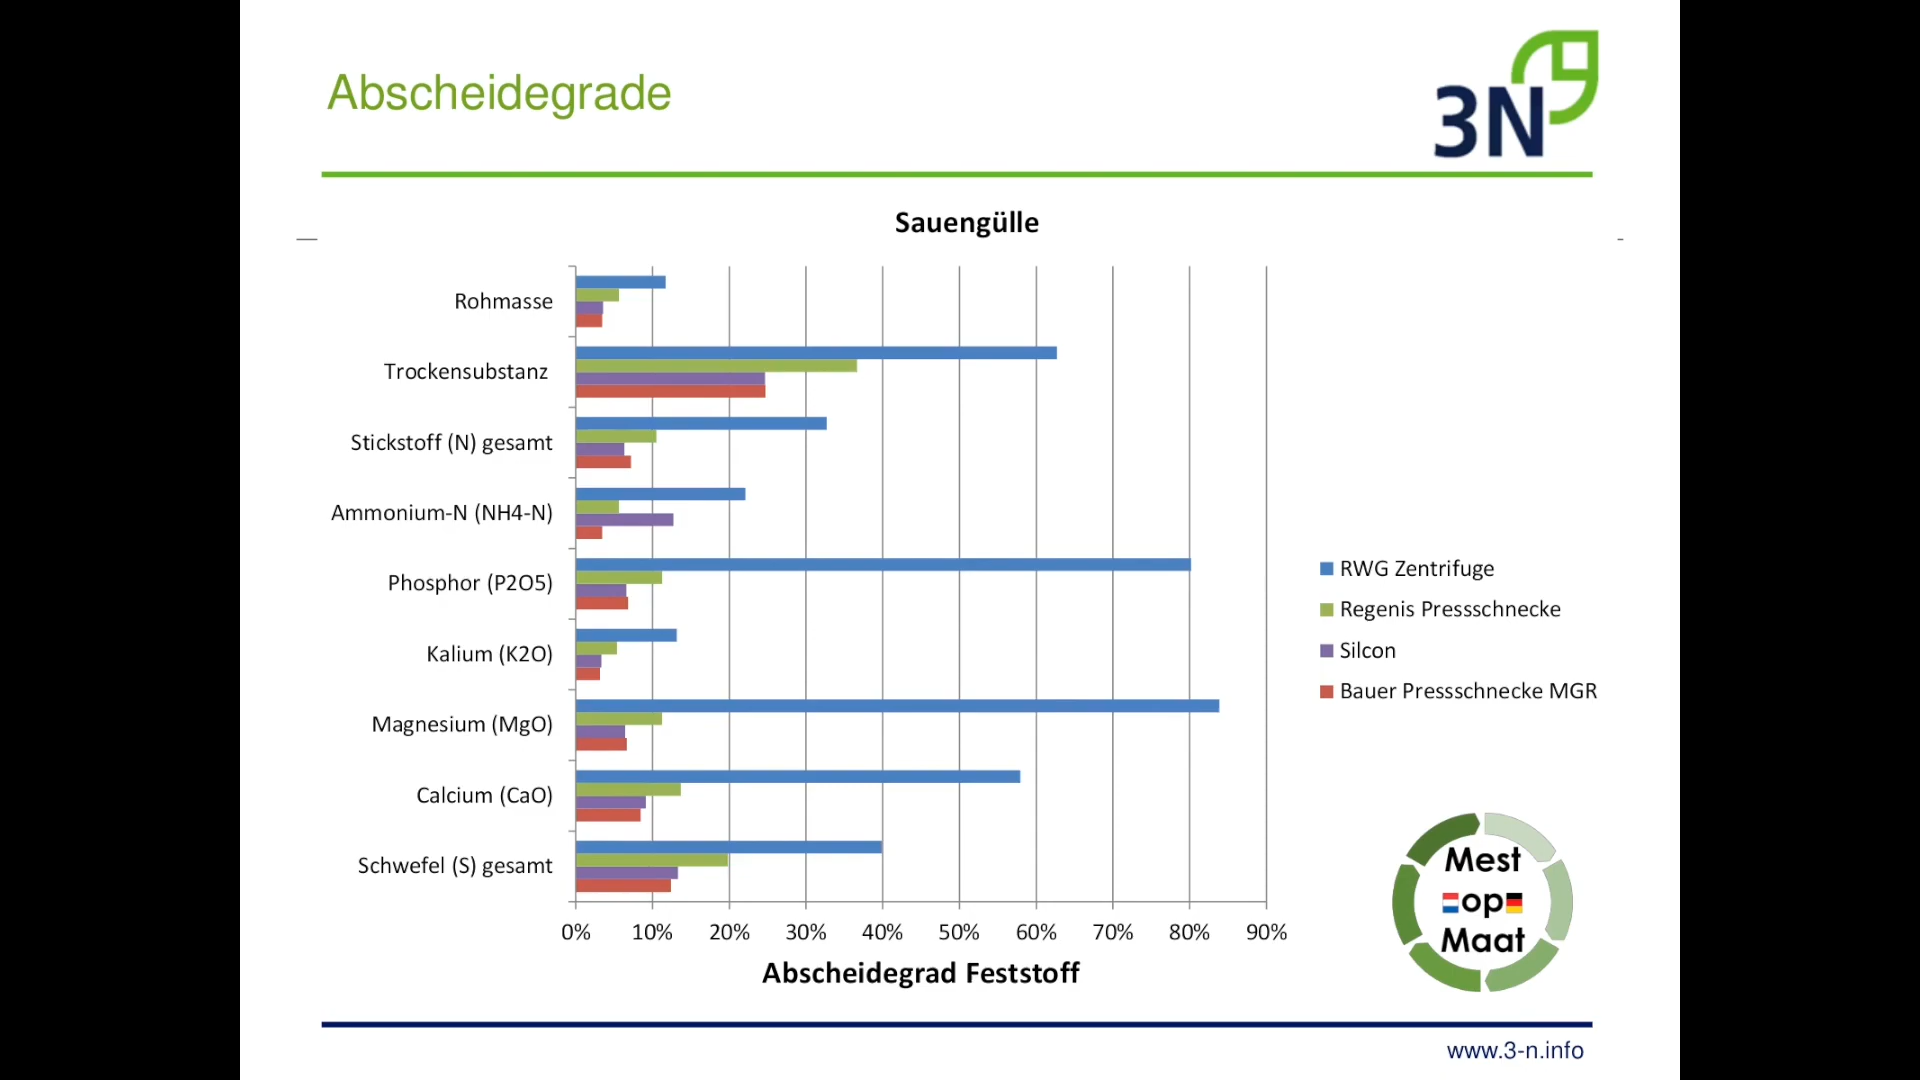 Abscheidegrade
3N
Sauengülle
Rohmasse
Trockensubstanz
Stickstoff (N) gesamt
Ammonium-N (NH4-N)
Phosphor (P2O5)
Kalium (K2O)
Magnesium (MgO)
Calcium (CaO)
Schwefel (S) gesamt
0% 10% 20% 30% 40% 50% 60% 70% 80% 90%
Abscheidegrad Feststoff
RWG Zentrifuge
Regenis Pressschnecke
Silcon
Bauer Pressschnecke MGR
Mest
op
Maat
www.3-n.info